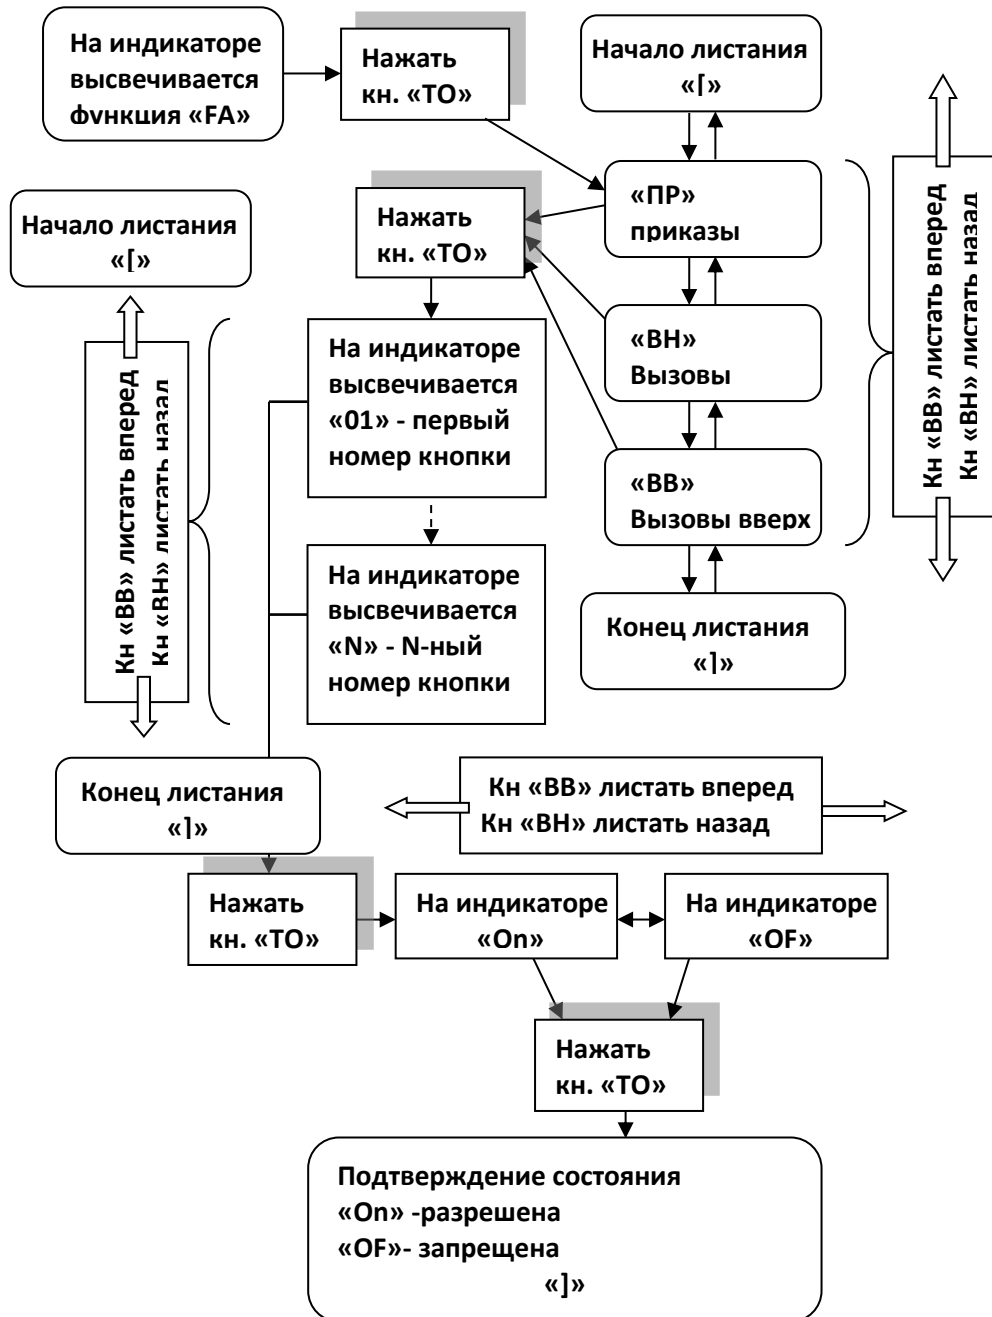 На индикаторе
высвечивается
функция «FA»
Нажать
кн. «ТО»
Начало листания
«[»
«ПР»
приказы
Нажать
кн. «ТО»
Начало листания
«[»
«ВН»
Вызовы
«ВВ»
Вызовы вверх
Кн «ВВ» листать вперед
Кн «ВН» листать назад
Конец листания
«]»
На индикаторе
высвечивается
«01» - первый
номер кнопки
На индикаторе
высвечивается
«N» - N-ный
номер кнопки
Кн «ВВ» листать вперед
Кн «ВН» листать назад
Конец листания
«]»
Кн «ВВ» листать вперед
Кн «ВН» листать назад
Нажать
кн. «ТО»
На индикаторе
«On»
На индикаторе
«OF»
Нажать
кн. «ТО»
Подтверждение состояния
«On» -разрешена
«OF»- запрещена
«]»